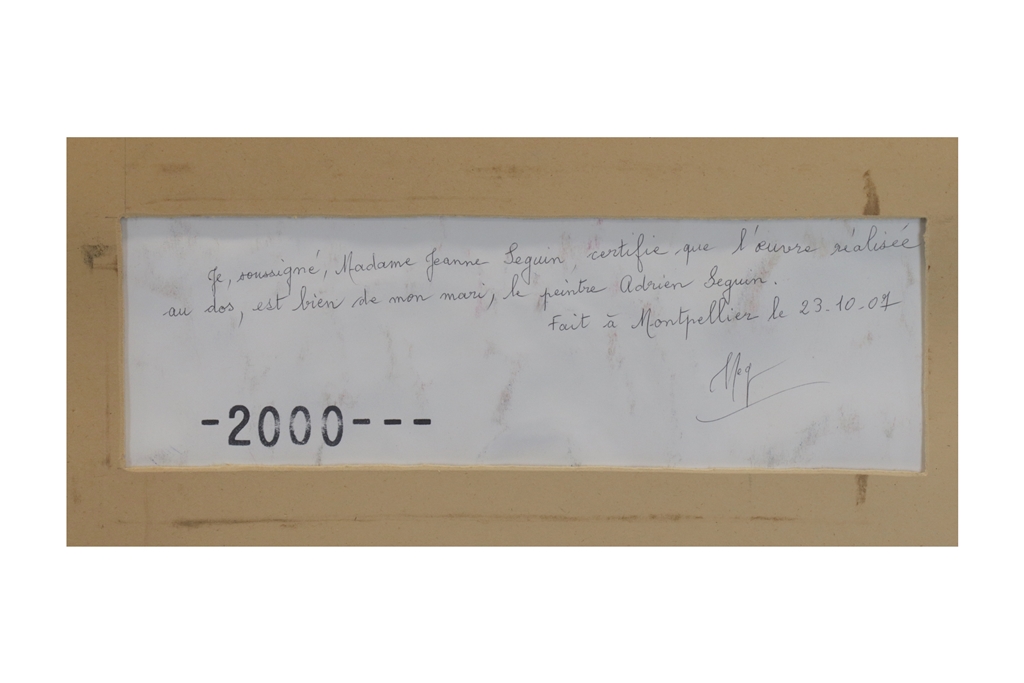 Je, soussigné, Madame Jeanne Seguin, certifie que l'œuvre réalisée
au dos, est bien de mon mari, le peintre Adrien Seguin.
Fait à Montpellier le 23-10-07
-2000---